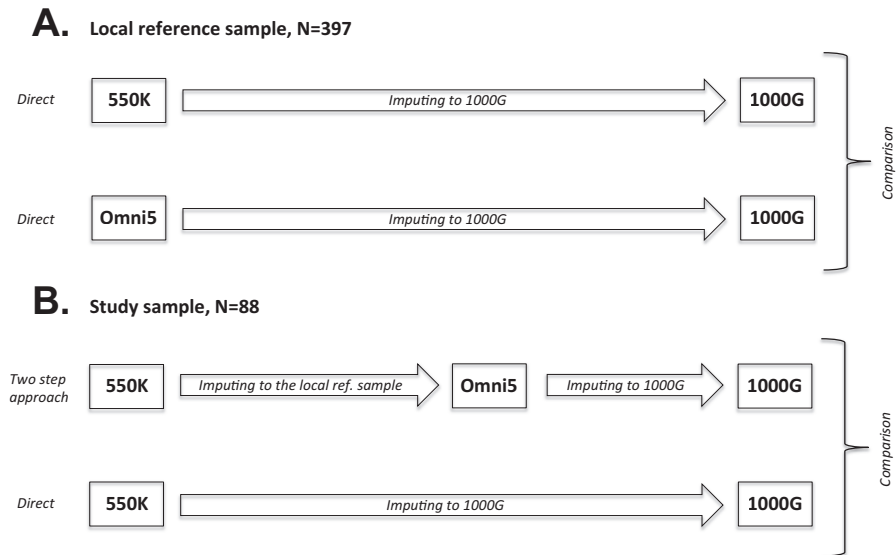 A. Local reference sample, N=397
Direct 550K Imputing to 1000G 1000G
Direct Omni5 Imputing to 1000G 1000G
Comparison
B. Study sample, N=88
Two step
approach 550K Imputing to the local ref. sample Omni5 Imputing to 1000G 1000G
Direct 550K Imputing to 1000G 1000G
Comparison